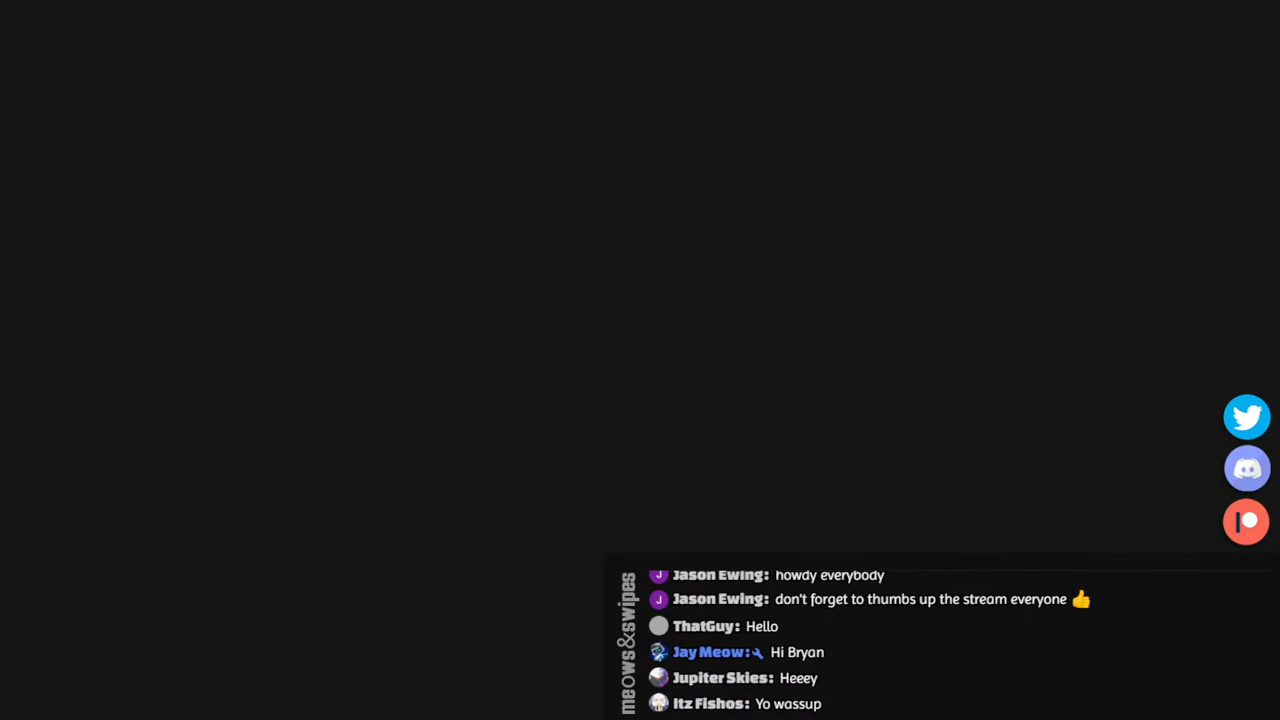 meows&swipes
Jason Ewing: howdy everybody
Jason Ewing: don't forget to thumbs up the stream everyone 👍
ThatGuy: Hello
Jay Meow: Hi Bryan
Jupiter Skies: Heeey
Itz Fishos: Yo wassup